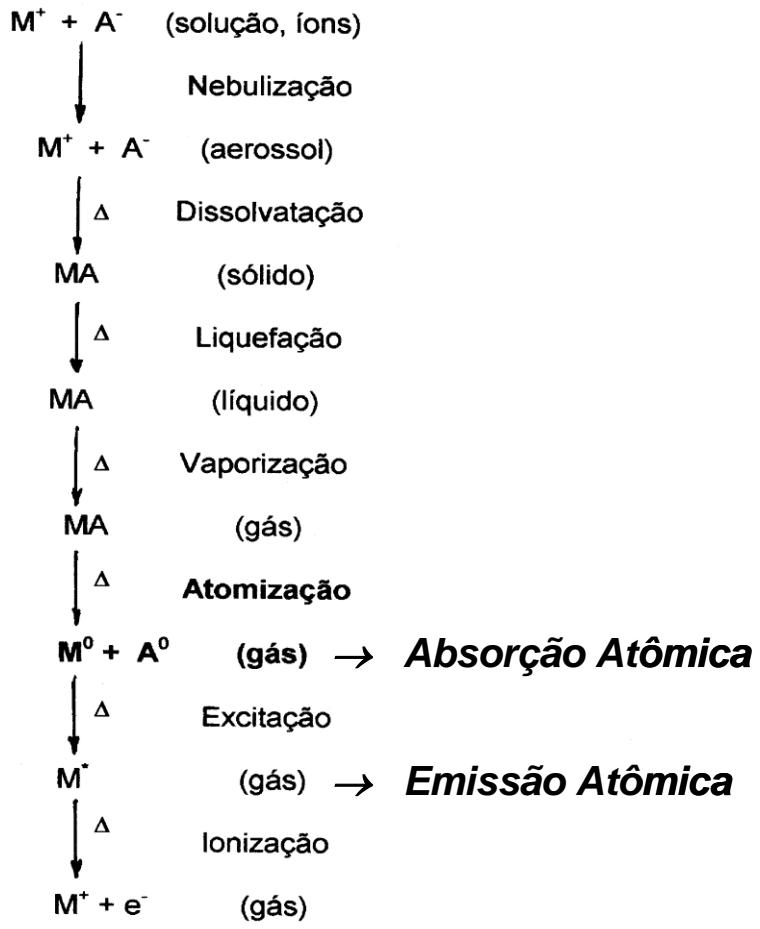 M⁺ + A⁻ (solução, íons)
Nebulização
M⁺ + A⁻ (aerossol)
Δ Dissolvatação
MA (sólido)
Δ Liquefação
MA (líquido)
Δ Vaporização
MA (gás)
Δ Atomização
M⁰ + A⁰ (gás) → Absorção Atômica
Δ Excitação
M* (gás) → Emissão Atômica
Δ Ionização
M⁺ + e⁻ (gás)